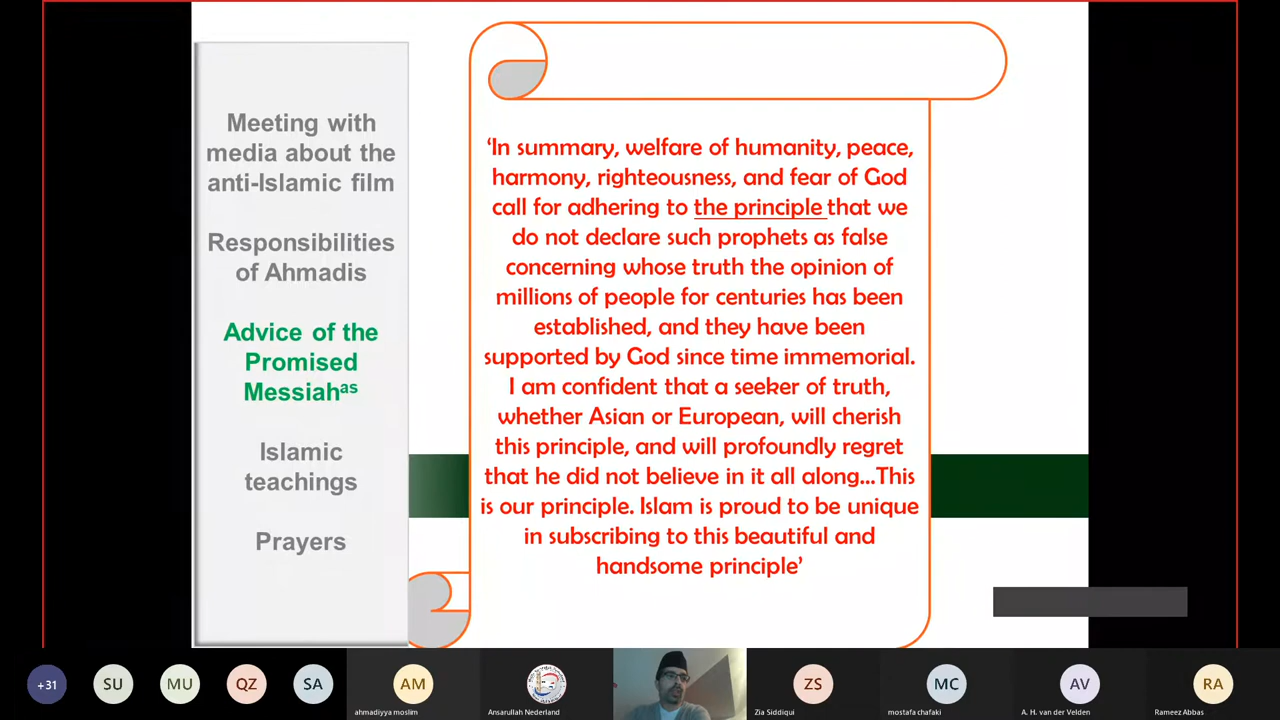 Meeting with
media about the
anti-Islamic film
Responsibilities
of Ahmadis
Advice of the
Promised
Messiahas
Islamic
teachings
Prayers
‘In summary, welfare of humanity, peace,
harmony, righteousness, and fear of God
call for adhering to the principle that we
do not declare such prophets as false
concerning whose truth the opinion of
millions of people for centuries has been
established, and they have been
supported by God since time immemorial.
I am confident that a seeker of truth,
whether Asian or European, will cherish
this principle, and will profoundly regret
that he did not believe in it all along...This
is our principle. Islam is proud to be unique
in subscribing to this beautiful and
handsome principle’
+31
SU
MU
QZ
SA
AM
ahmadiyya moslim
Ansarullah Nederland
ZS
Zia Siddiqui
MC
mostafa chafaki
AV
A. H. van der Velden
RA
Rameez Abbas